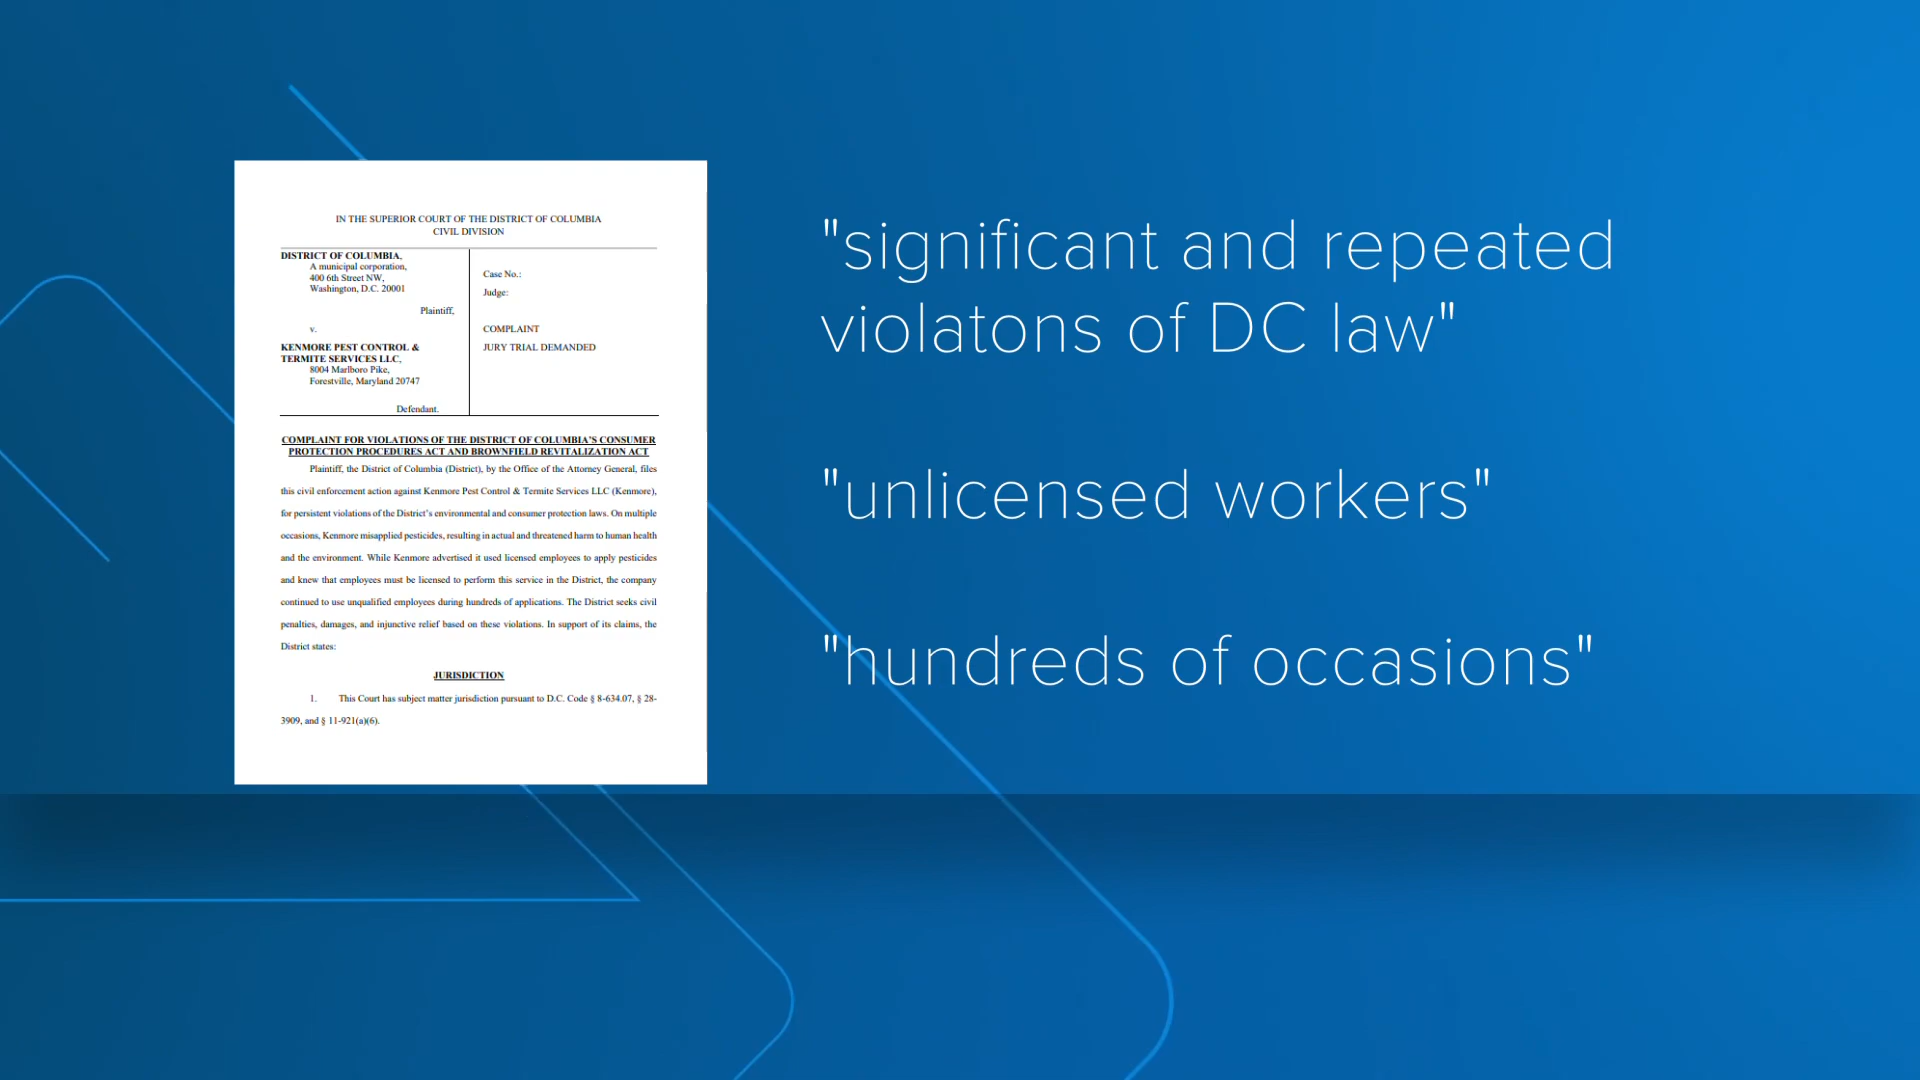 IN THE SUPERIOR COURT OF THE DISTRICT OF COLUMBIA
CIVIL DIVISION
DISTRICT OF COLUMBIA,
A municipal corporation,
400 6th Street NW,
Washington, D.C. 20001
Plaintiff,
v.
KENMORE PEST CONTROL &
TERMITE SERVICES LLC,
8004 Marlboro Pike,
Forestville, Maryland 20747
Defendant.
Case No.:
Judge:
COMPLAINT
JURY TRIAL DEMANDED
COMPLAINT FOR VIOLATIONS OF THE DISTRICT OF COLUMBIA'S CONSUMER
PROTECTION PROCEDURES ACT AND BROWNFIELD REVITALIZATION ACT
Plaintiff, the District of Columbia (District), by the Office of the Attorney General, files
this civil enforcement action against Kenmore Pest Control & Termite Services LLC (Kenmore),
for persistent violations of the District's environmental and consumer protection laws. On multiple
occasions, Kenmore misapplied pesticides, resulting in actual and threatened harm to human health
and the environment. While Kenmore advertised it used licensed employees to apply pesticides
and knew that employees must be licensed to perform this service in the District, the company
continued to use unqualified employees during hundreds of applications. The District seeks civil
penalties, damages, and injunctive relief based on these violations. In support of its claims, the
District states:
JURISDICTION
1. This Court has subject matter jurisdiction pursuant to D.C. Code § 8-634.07, § 28-
3909, and § 11-921(a)(6).
"significant and repeated
violatons of DC law"
"unlicensed workers"
"hundreds of occasions"